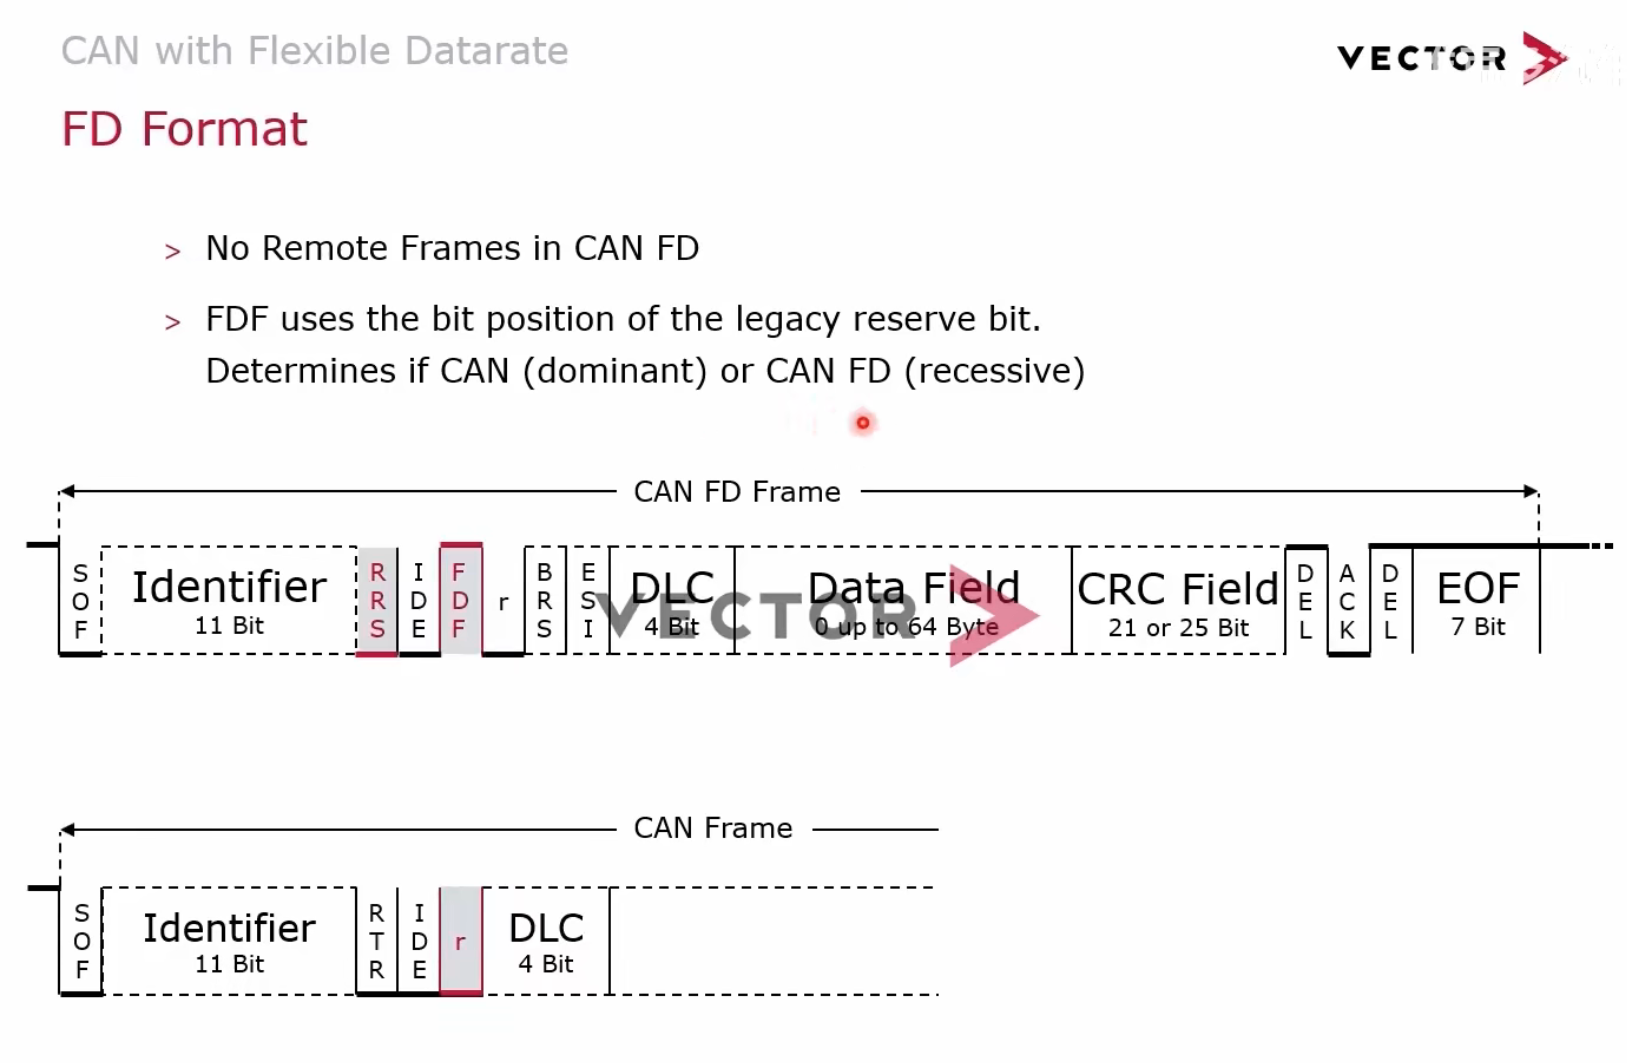 CAN with Flexible Datarate
VECTOR
FD Format
> No Remote Frames in CAN FD
> FDF uses the bit position of the legacy reserve bit.
Determines if CAN (dominant) or CAN FD (recessive)
CAN FD Frame
SOF
Identifier
11 Bit
RRS
IDE
FDF
r
BRS
ESI
DLC
4 Bit
Data Field
0 up to 64 Byte
CRC Field
21 or 25 Bit
DEL
ACK
DEL
EOF
7 Bit
VECTOR
CAN Frame
SOF
Identifier
11 Bit
RTR
IDE
r
DLC
4 Bit